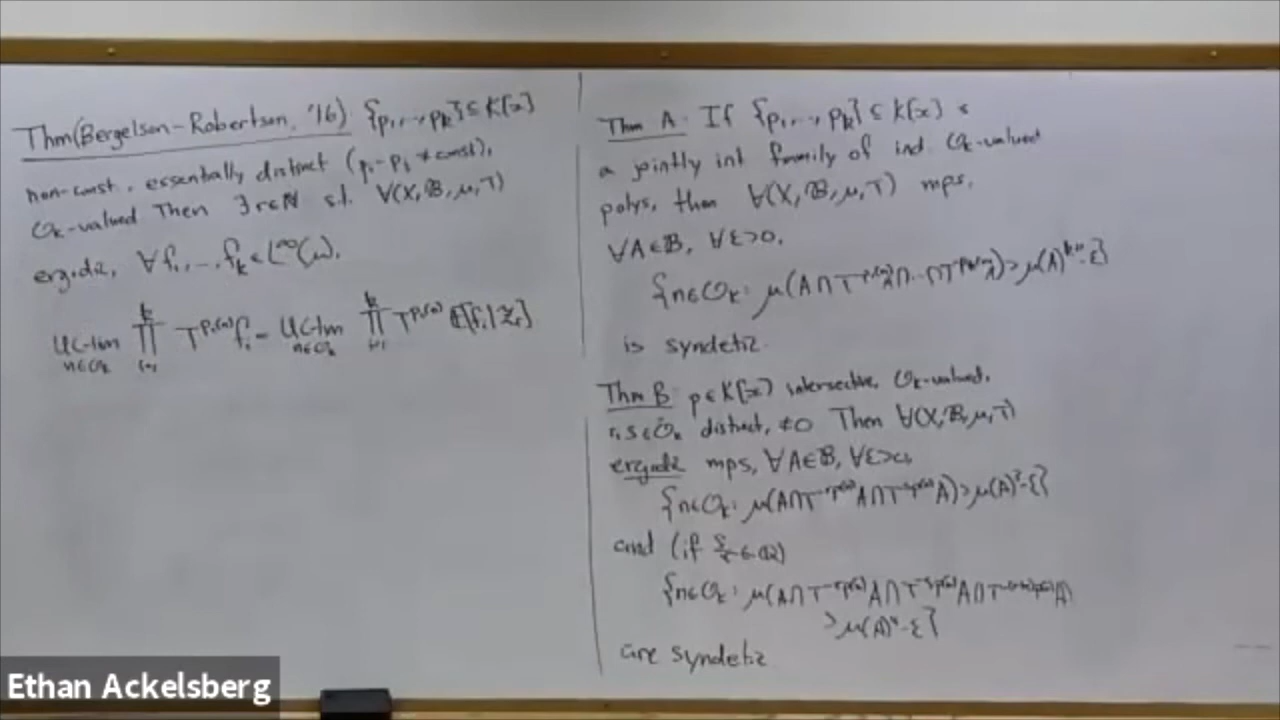 Thm (Bergelson-Robertson, '16) {p₁,...,pₖ} ⊆ K[x]
non-const., essentially distinct (pᵢ-pⱼ ≠ const),
𝒪ₖ-valued Then ∃r∈ℕ s.t. ∀(X, 𝔹, μ, T)
ergodic, ∀f₁,...,fₖ∈L^∞(μ),
UC-lim_{n∈𝒪ₖ} ∏_{i=1}^{k} T^{pᵢ(n)} fᵢ = UC-lim_{n∈𝒪ₖ} ∏_{i=1}^{k} T^{pᵢ(n)} 𝔼[fᵢ|𝒵ᵣ]
Thm A: If {p₁,...,pₖ} ⊆ K[x] is
a jointly int family of ind. 𝒪ₖ-valued
polys, then ∀(X, 𝔹, μ, T) mps,
∀A∈𝔹, ∀ε>0,
{n∈𝒪ₖ: μ(A∩T^{-p₁(n)}A∩...∩T^{-pₖ(n)}A)>μ(A)^{k+1}-ε}
is syndetic.
Thm B: p∈K[x] intersective, 𝒪ₖ-valued,
r,s∈𝒪ₖ distinct, ≠0 Then ∀(X, 𝔹, μ, T)
ergodic mps, ∀A∈𝔹, ∀ε>0,
{n∈𝒪ₖ: μ(A∩T^{-rp(n)}A∩T^{-sp(n)}A)>μ(A)³-ε}
and (if s/r∈ℚ)
{n∈𝒪ₖ: μ(A∩T^{-rp(n)}A∩T^{-sp(n)}A∩T^{-(r+s)p(n)}A)
>μ(A)⁴-ε}
are syndetic
Ethan Ackelsberg